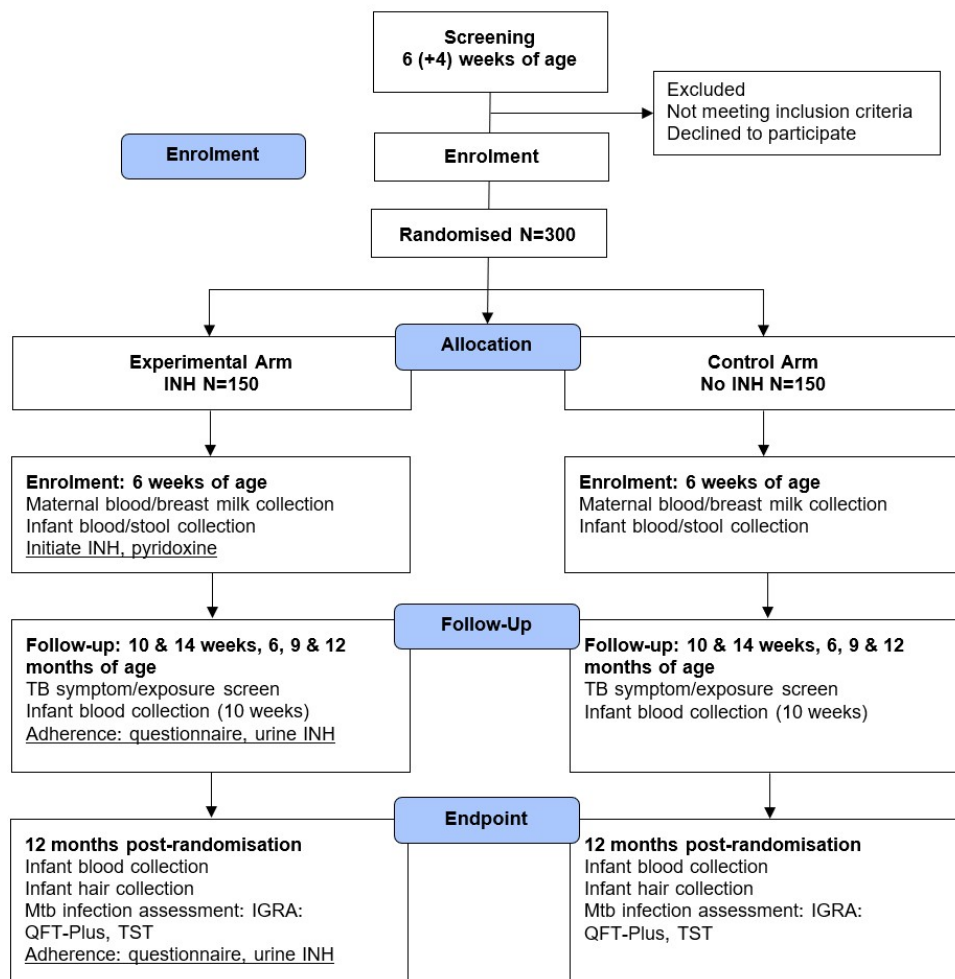 Screening
6 (+4) weeks of age
Excluded
Not meeting inclusion criteria
Declined to participate
Enrolment
Enrolment
Randomised N=300
Allocation
Experimental Arm
INH N=150
Control Arm
No INH N=150
Enrolment: 6 weeks of age
Maternal blood/breast milk collection
Infant blood/stool collection
Initiate INH, pyridoxine
Enrolment: 6 weeks of age
Maternal blood/breast milk collection
Infant blood/stool collection
Follow-Up
Follow-up: 10 & 14 weeks, 6, 9 & 12
months of age
TB symptom/exposure screen
Infant blood collection (10 weeks)
Adherence: questionnaire, urine INH
Follow-up: 10 & 14 weeks, 6, 9 & 12
months of age
TB symptom/exposure screen
Infant blood collection (10 weeks)
Endpoint
12 months post-randomisation
Infant blood collection
Infant hair collection
Mtb infection assessment: IGRA:
QFT-Plus, TST
Adherence: questionnaire, urine INH
12 months post-randomisation
Infant blood collection
Infant hair collection
Mtb infection assessment: IGRA:
QFT-Plus, TST